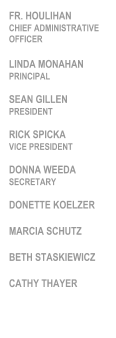 FR. HOULIHAN
CHIEF ADMINISTRATIVE
OFFICER
LINDA MONAHAN
PRINCIPAL
SEAN GILLEN
PRESIDENT
RICK SPICKA
VICE PRESIDENT
DONNA WEEDA
SECRETARY
DONETTE KOELZER
MARCIA SCHUTZ
BETH STASKIEWICZ
CATHY THAYER